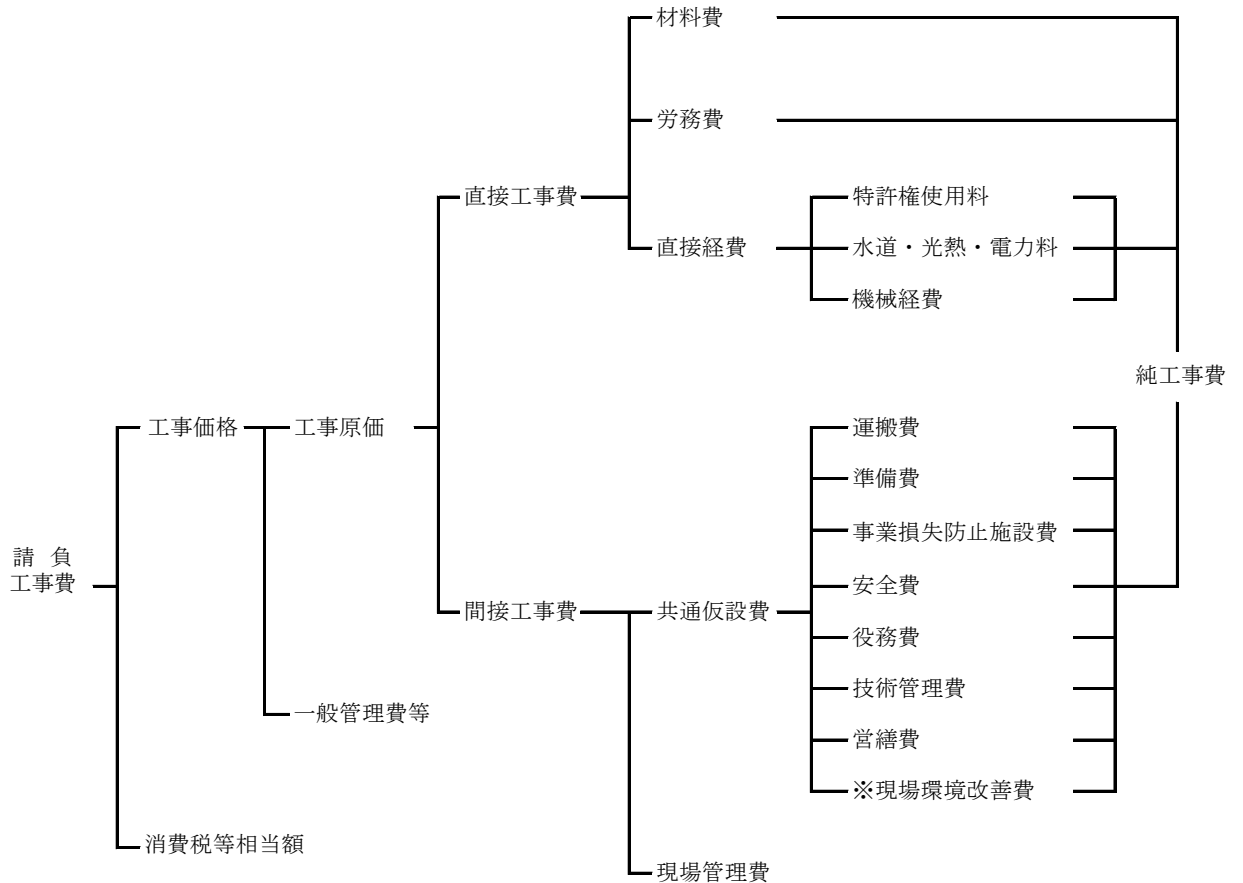 材料費
労務費
直接工事費
特許権使用料
直接経費
水道・光熱・電力料
機械経費
純工事費
工事価格
工事原価
運搬費
準備費
事業損失防止施設費
請 負
工事費
安全費
間接工事費
共通仮設費
役務費
技術管理費
一般管理費等
営繕費
※現場環境改善費
消費税等相当額
現場管理費